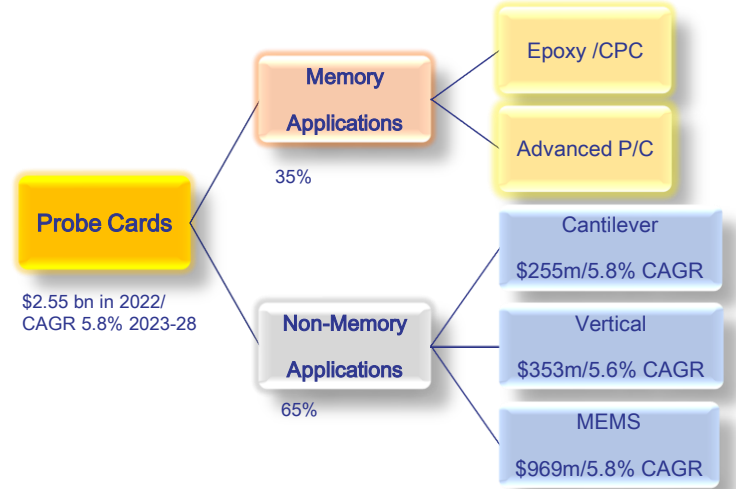 Probe Cards
$2.55 bn in 2022/
CAGR 5.8% 2023-28
Memory
Applications
35%
Epoxy /CPC
Advanced P/C
Non-Memory
Applications
65%
Cantilever
$255m/5.8% CAGR
Vertical
$353m/5.6% CAGR
MEMS
$969m/5.8% CAGR